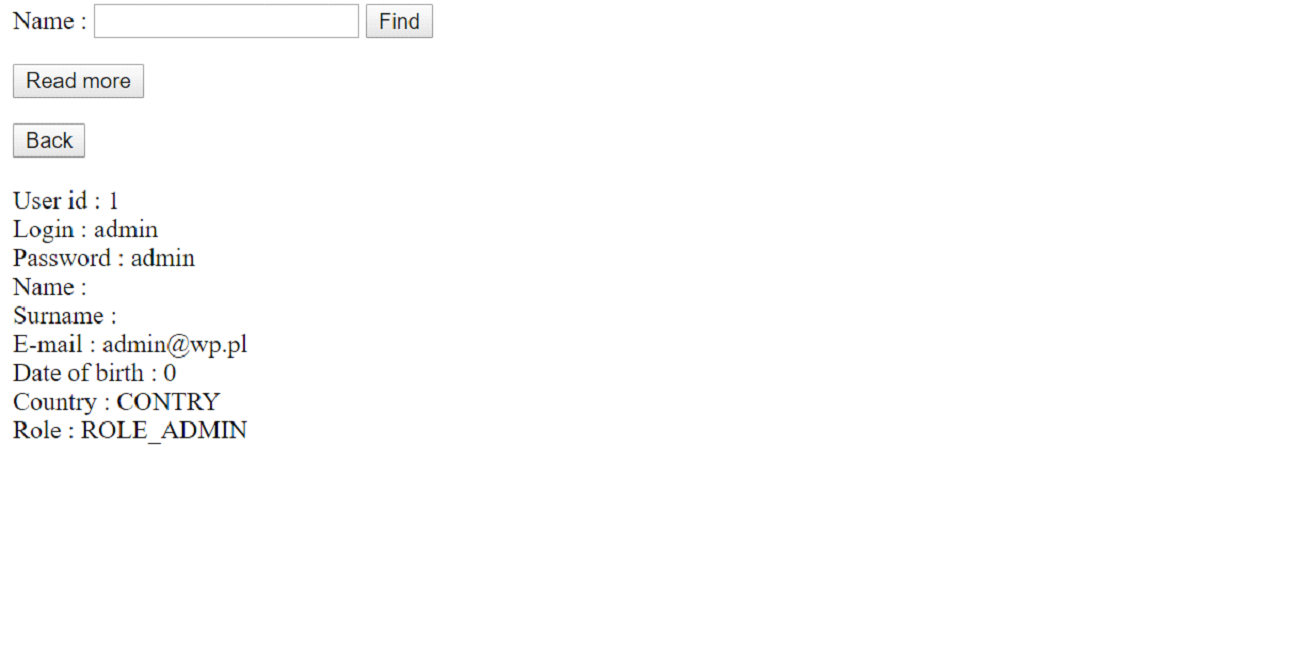 Name : Find
Read more
Back
User id : 1
Login : admin
Password : admin
Name :
Surname :
E-mail : admin@wp.pl
Date of birth : 0
Country : CONTRY
Role : ROLE_ADMIN